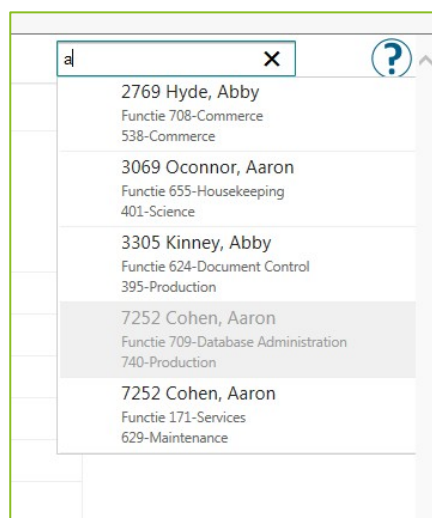 a
?
2769 Hyde, Abby
Functie 708-Commerce
538-Commerce
3069 Oconnor, Aaron
Functie 655-Housekeeping
401-Science
3305 Kinney, Abby
Functie 624-Document Control
395-Production
7252 Cohen, Aaron
Functie 709-Database Administration
740-Production
7252 Cohen, Aaron
Functie 171-Services
629-Maintenance